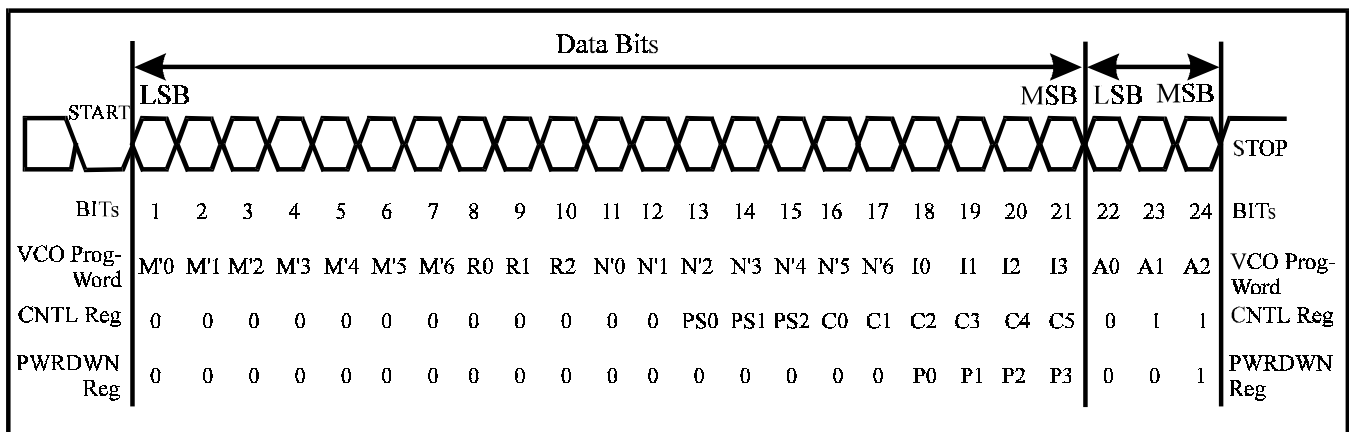 Data Bits
START LSB MSB LSB MSB
STOP
BITs 1 2 3 4 5 6 7 8 9 10 11 12 13 14 15 16 17 18 19 20 21 22 23 24 BITs
VCO Prog-Word M'0 M'1 M'2 M'3 M'4 M'5 M'6 R0 R1 R2 N'0 N'1 N'2 N'3 N'4 N'5 N'6 I0 I1 I2 I3 A0 A1 A2 VCO Prog-Word
CNTL Reg 0 0 0 0 0 0 0 0 0 0 0 0 PS0 PS1 PS2 C0 C1 C2 C3 C4 C5 0 1 1 CNTL Reg
PWRDWN Reg 0 0 0 0 0 0 0 0 0 0 0 0 0 0 0 0 0 P0 P1 P2 P3 0 0 1 PWRDWN Reg